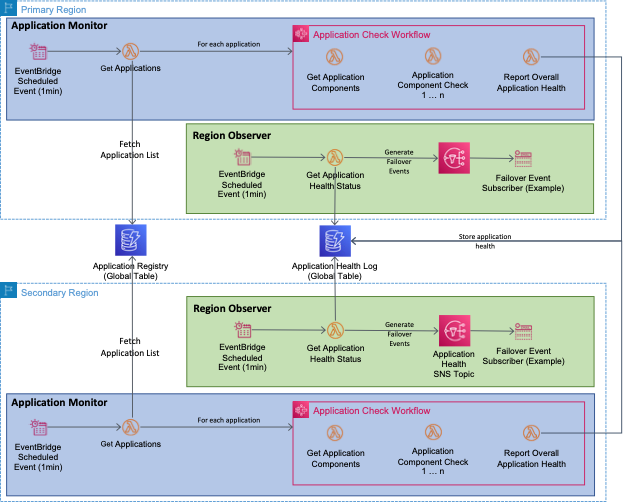 Primary Region
Application Monitor
EventBridge
Scheduled
Event (1min)
Get Applications
For each application
Application Check Workflow
Get Application
Components
Application
Component Check
1 … n
Report Overall
Application Health
Fetch
Application List
Region Observer
EventBridge
Scheduled
Event (1min)
Get Application
Health Status
Generate
Failover
Events
Failover Event
Subscriber (Example)
Application Registry
(Global Table)
Application Health Log
(Global Table)
Store application
health
Secondary Region
Region Observer
EventBridge
Scheduled
Event (1min)
Get Application
Health Status
Generate
Failover
Events
Application
Health
SNS Topic
Failover Event
Subscriber (Example)
Fetch
Application List
Application Monitor
EventBridge
Scheduled
Event (1min)
Get Applications
For each application
Application Check Workflow
Get Application
Components
Application
Component Check
1 … n
Report Overall
Application Health